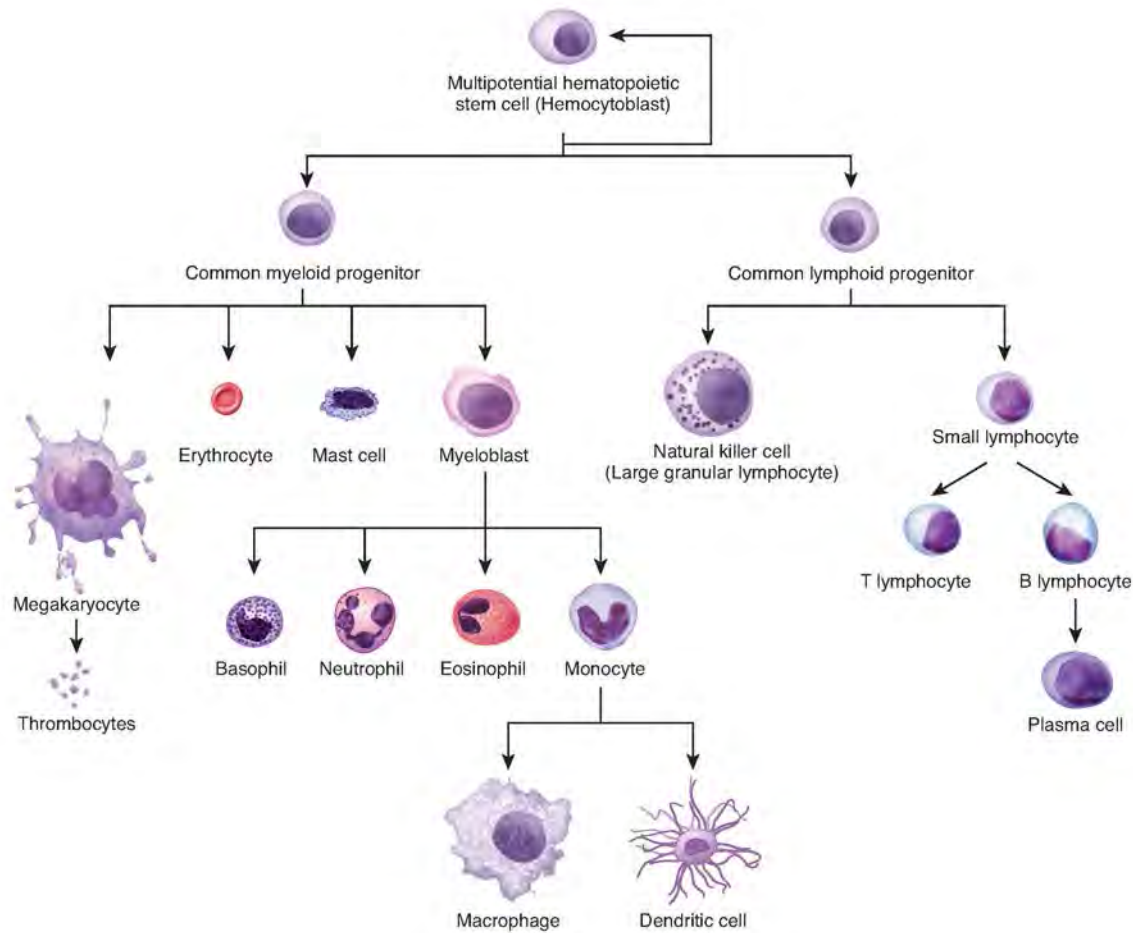 Multipotential hematopoietic
stem cell (Hemocytoblast)
Common myeloid progenitor
Common lymphoid progenitor
Erythrocyte
Mast cell
Myeloblast
Natural killer cell
(Large granular lymphocyte)
Small lymphocyte
Megakaryocyte
T lymphocyte
B lymphocyte
Basophil
Neutrophil
Eosinophil
Monocyte
Thrombocytes
Plasma cell
Macrophage
Dendritic cell